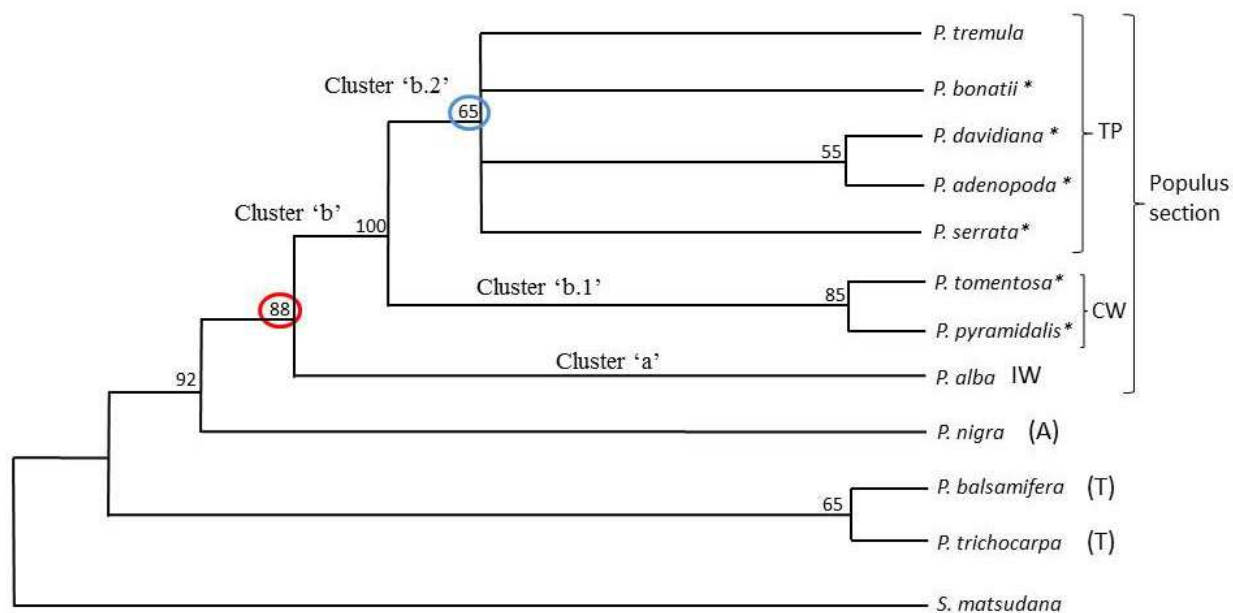 P. tremula
Cluster ‘b.2’
65
P. bonatii *
P. davidiana *
TP
55
P. adenopoda *
Populus
section
Cluster ‘b’
100
P. serrata *
P. tomentosa *
Cluster ‘b.1’
85
CW
88
P. pyramidalis *
Cluster ‘a’
P. alba IW
92
P. nigra (A)
P. balsamifera (T)
65
P. trichocarpa (T)
S. matsudana